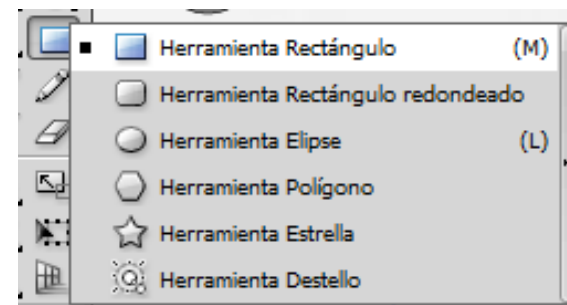 Herramienta Rectángulo (M)
Herramienta Rectángulo redondeado
Herramienta Elipse (L)
Herramienta Polígono
Herramienta Estrella
Herramienta Destello